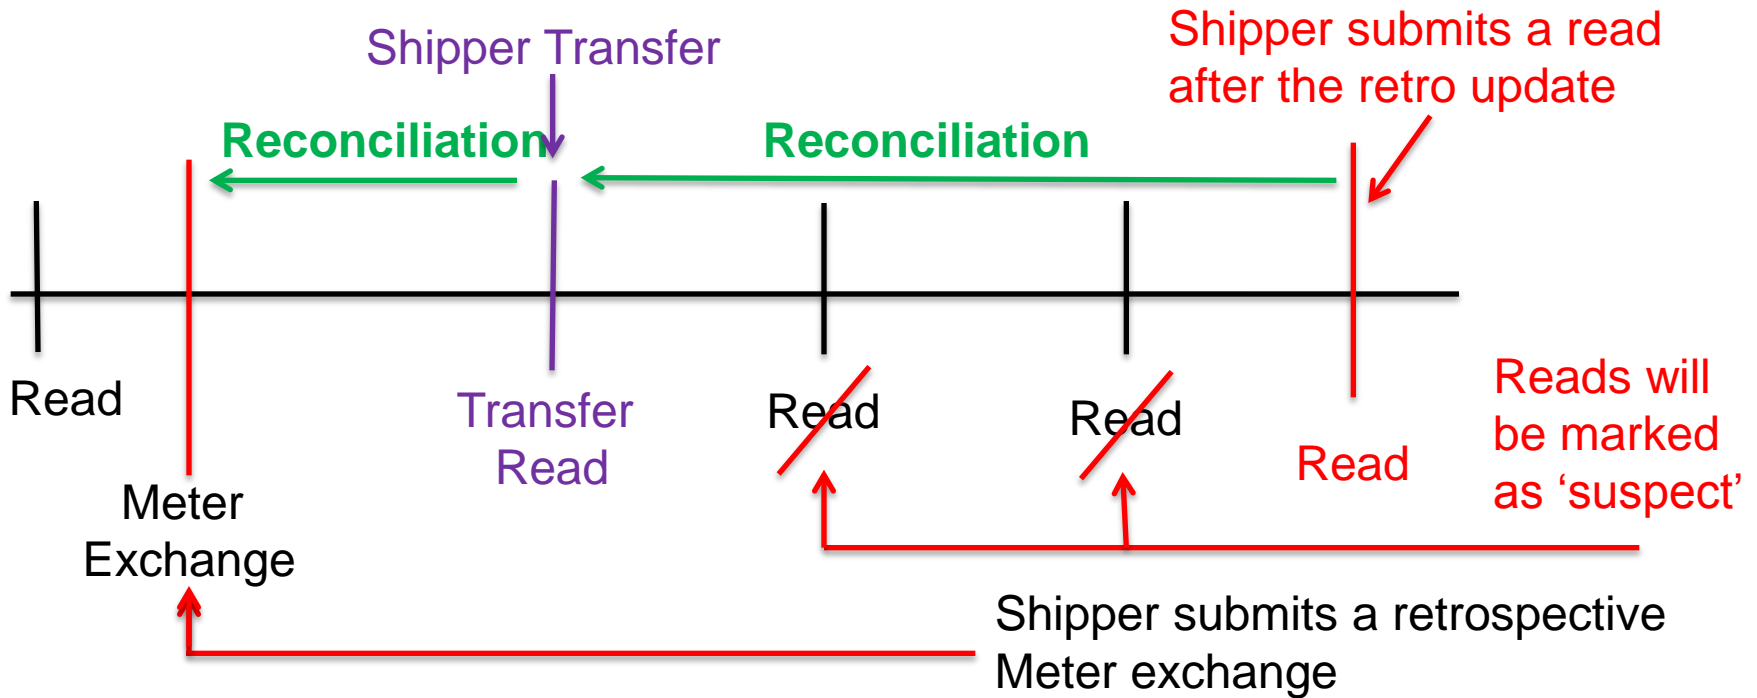 Shipper Transfer
Shipper submits a read
after the retro update
Reconciliation
Reconciliation
Read
Meter
Exchange
Transfer
Read
Read
Read
Read
Reads will
be marked
as ‘suspect’
Shipper submits a retrospective
Meter exchange